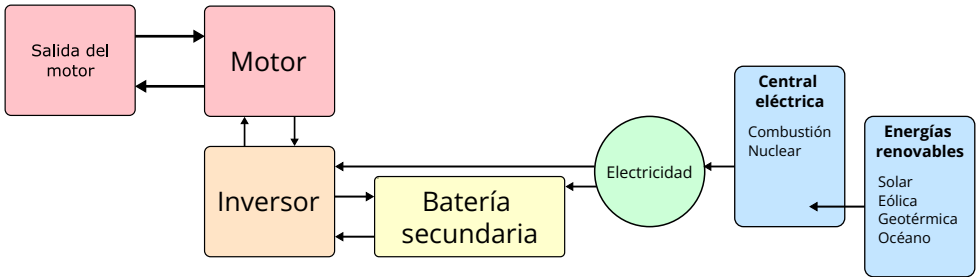 Salida del
motor
Motor
Inversor
Batería
secundaria
Electricidad
Central
eléctrica
Combustión
Nuclear
Energías
renovables
Solar
Eólica
Geotérmica
Océano